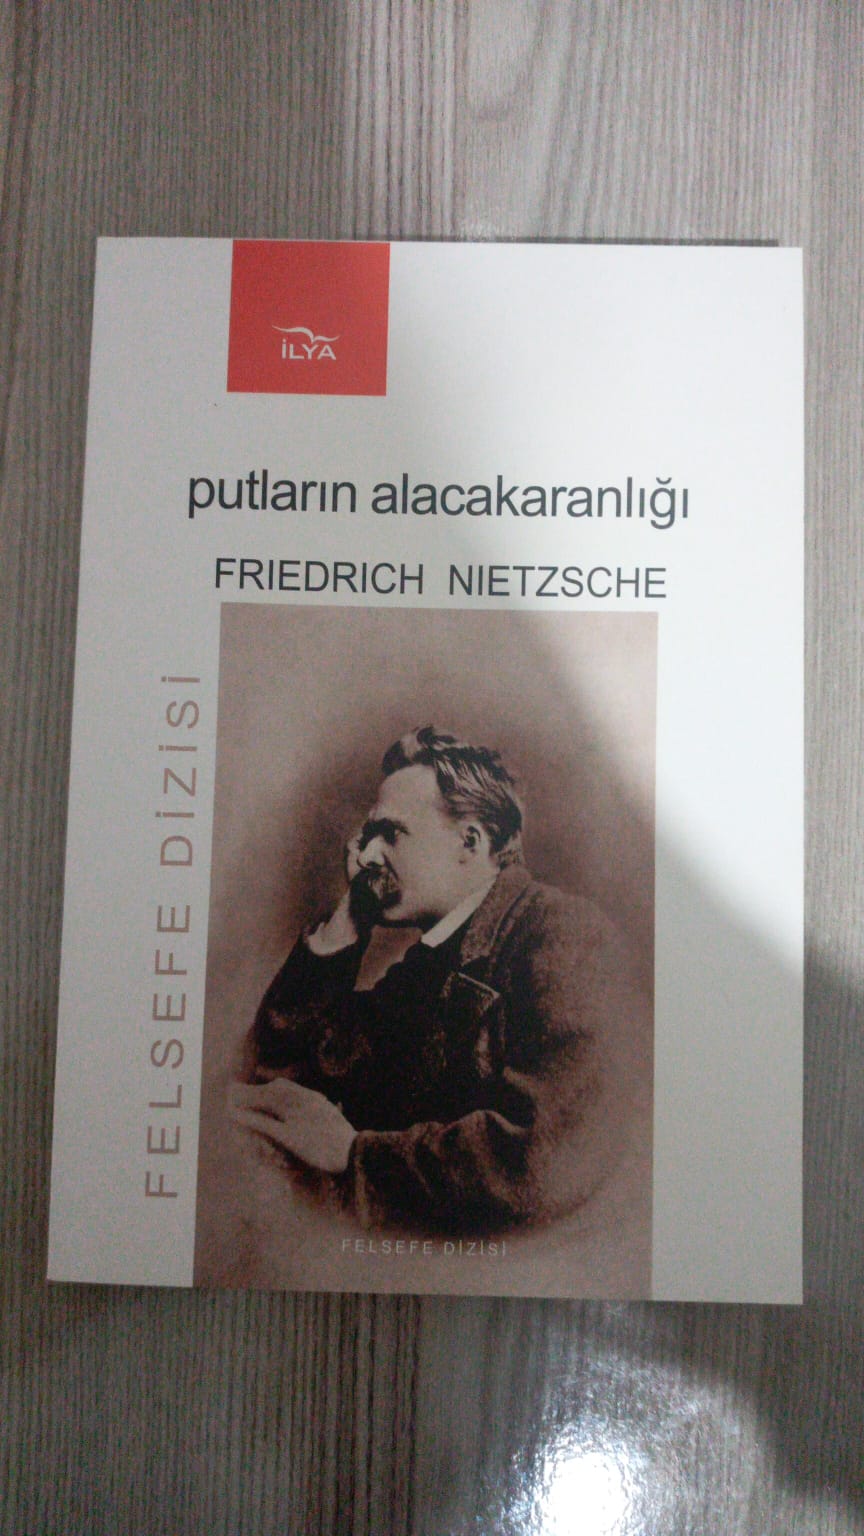 İLYA
putların alacakaranlığı
FRIEDRICH NIETZSCHE
FELSEFE DİZİSİ
FELSEFE DİZİSİ